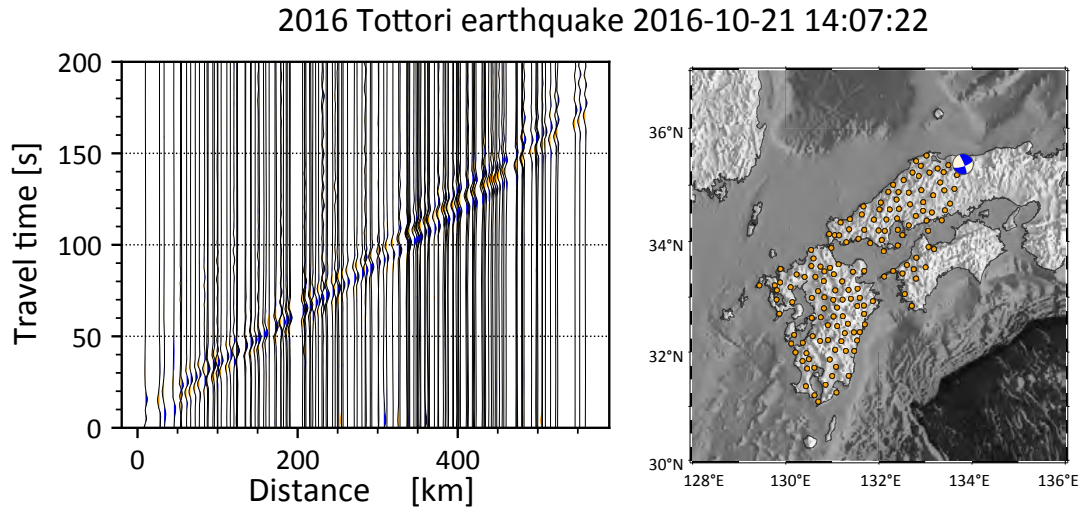 2016 Tottori earthquake 2016-10-21 14:07:22
Travel time [s]
200
150
100
50
0
0 200 400
Distance [km]
36°N
34°N
32°N
30°N
128°E 130°E 132°E 134°E 136°E